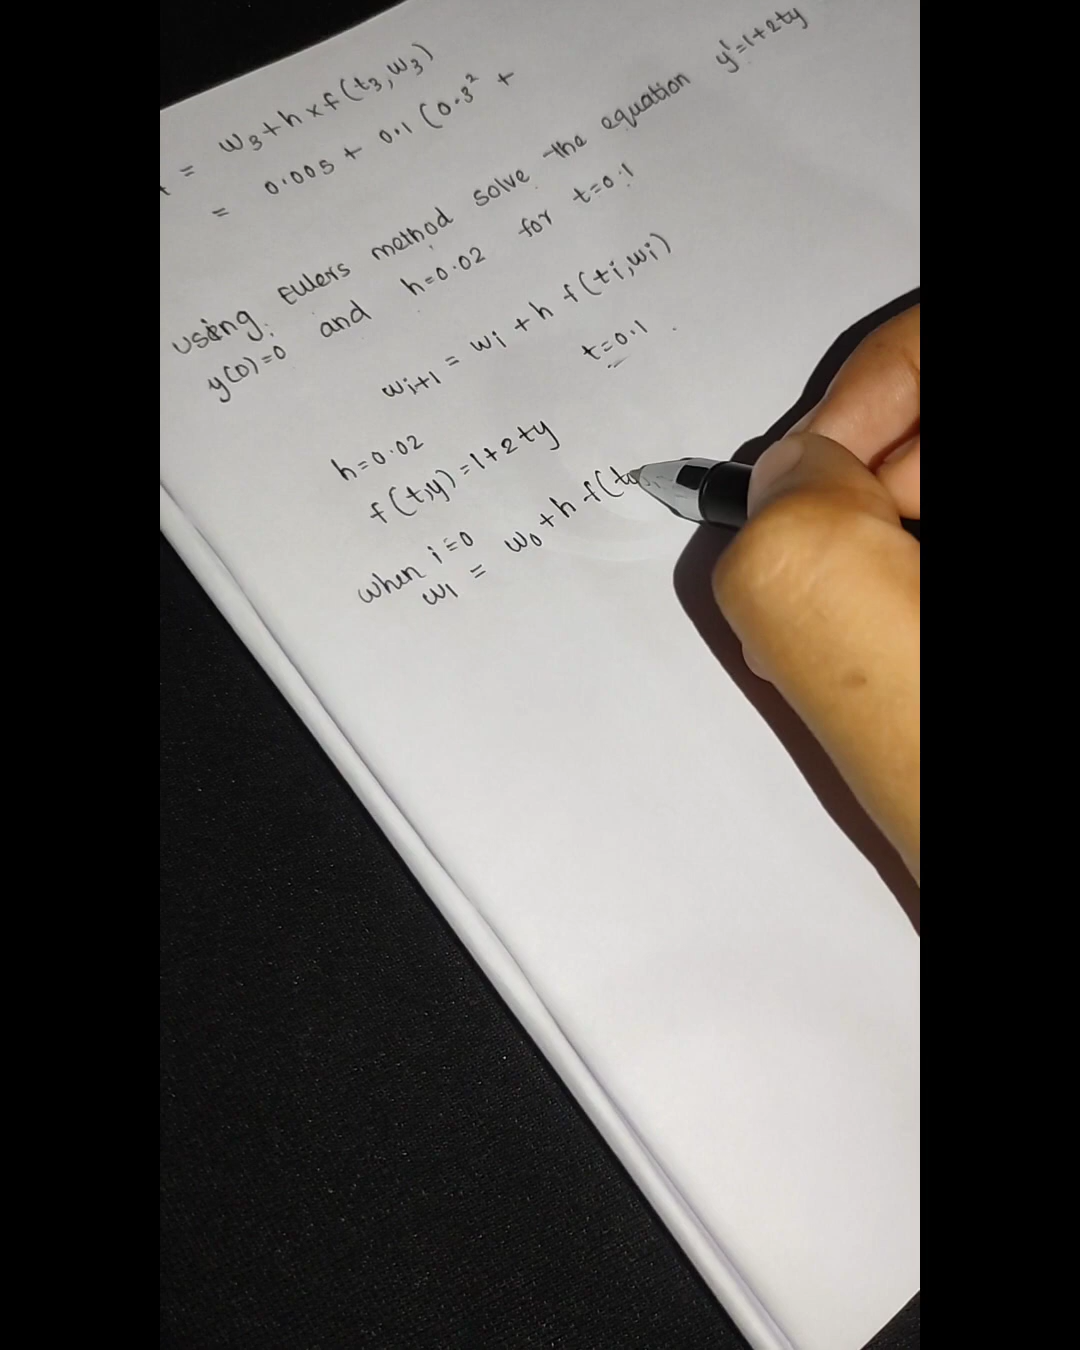 = w₃ + h × f(t₃, w₃)
= 0.005 + 0.1 (0.3² +
using Eulers method solve the equation y' = 1 + 2ty
y(0) = 0 and h = 0.02 for t = 0.1
wᵢ₊₁ = wᵢ + h f(tᵢ, wᵢ)
h = 0.02 t = 0.1
f(t, y) = 1 + 2ty
when i = 0
w₁ = w₀ + h f(t₀